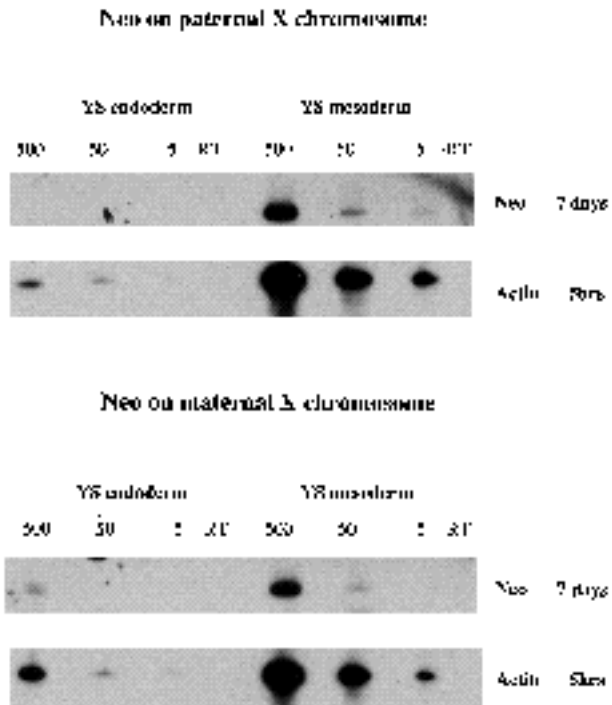 Neo on paternal X chromosome
YS endoderm YS mesoderm
500 50 5 RT 500 50 5 -RT
Neo 7 days
Actin
Neo on maternal X chromosome
YS endoderm YS mesoderm
500 50 5 RT 500 50 5 RT
Neo 7 days
Actin 5hrs